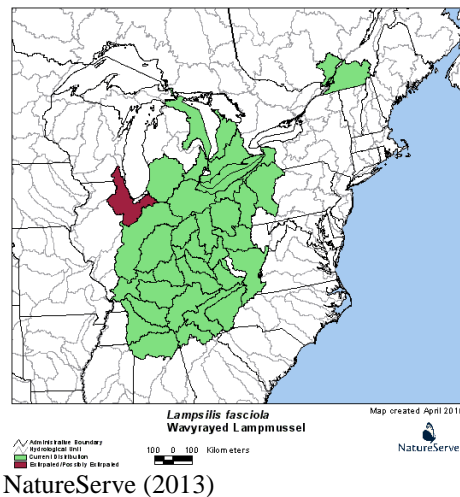 Lampsilis fasciola
Wavyrayed Lampmussel
Map created April 201
Administrative Boundary
Hydrological Unit
Current Distribution
Extirpated/Possibly Extirpated
100 0 100 Kilometers
NatureServe
NatureServe (2013)